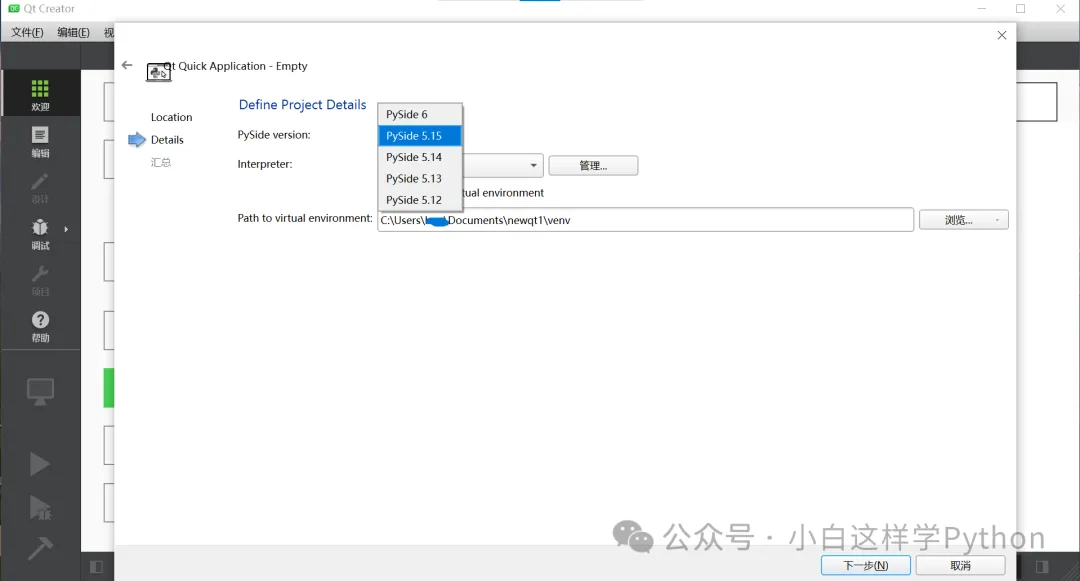 Qt Creator
文件(F) 编辑(E) 视
Qt Quick Application - Empty
欢迎
编辑
设计
调试
项目
帮助
Location
Details
汇总
Define Project Details
PySide version:
PySide 6
PySide 5.15
PySide 5.14
PySide 5.13
PySide 5.12
Interpreter:
管理...
tual environment
Path to virtual environment:
C:\Users\
Documents\newqt1\venv
浏览...
公众号 · 小白这样学Python
下一步(N)
取消